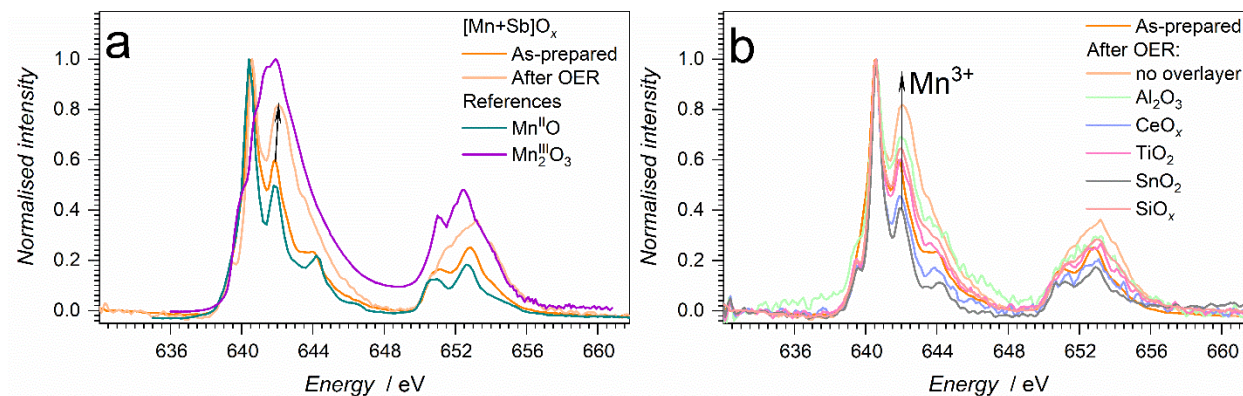 a
[Mn+Sb]Oₓ
As-prepared
After OER
References
MnᴵᴵO
Mn₂ᴵᴵᴵO₃
Normalised intensity
1.0
0.8
0.6
0.4
0.2
0.0
636 640 644 648 652 656 660
Energy / eV
b
As-prepared
After OER:
no overlayer
Al₂O₃
CeOₓ
TiO₂
SnO₂
SiOₓ
Mn³⁺
Normalised intensity
1.0
0.8
0.6
0.4
0.2
0.0
636 640 644 648 652 656 660
Energy / eV